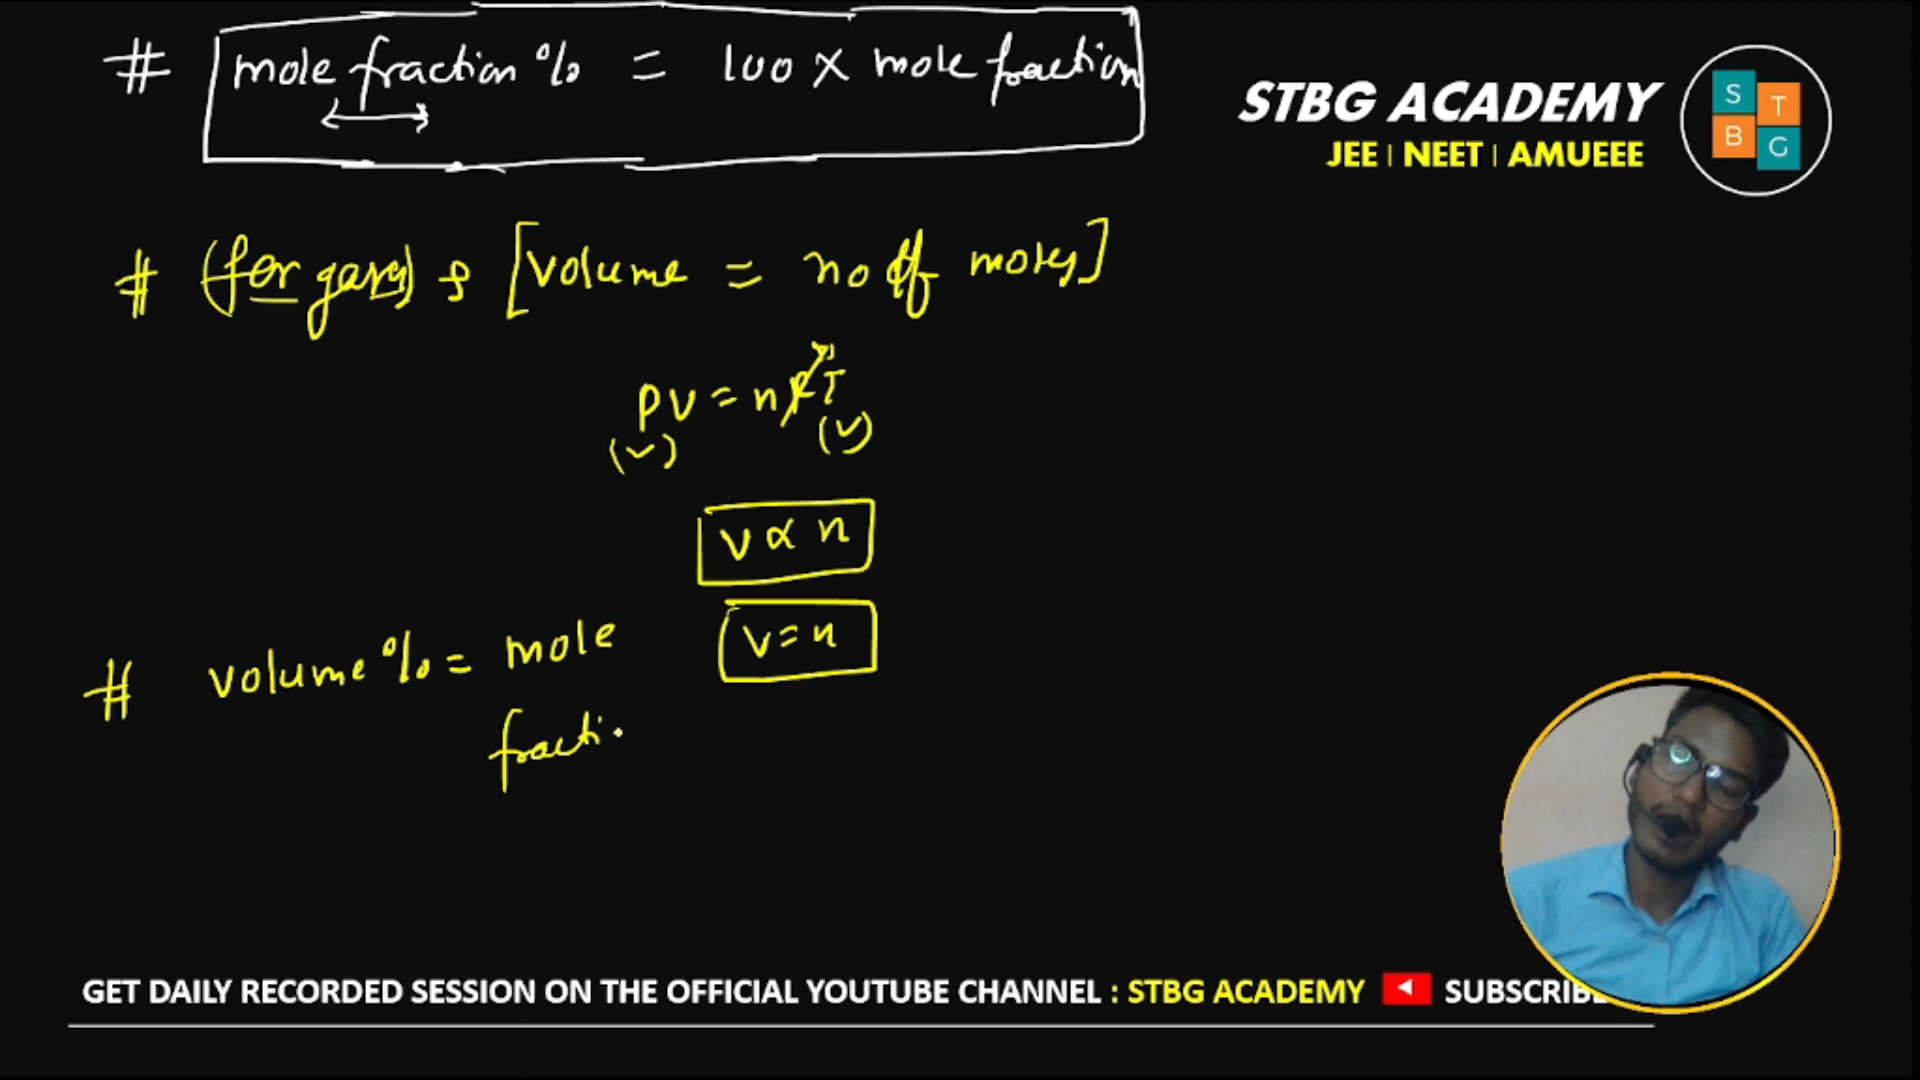 # mole fraction % = 100 × mole fraction
STBG ACADEMY
JEE | NEET | AMUEEE
S T B G
# (for gases) [volume = no of moles]
PV = nRT
V ∝ n
V = n
# volume % = mole
fracti
GET DAILY RECORDED SESSION ON THE OFFICIAL YOUTUBE CHANNEL : STBG ACADEMY SUBSCRIBE